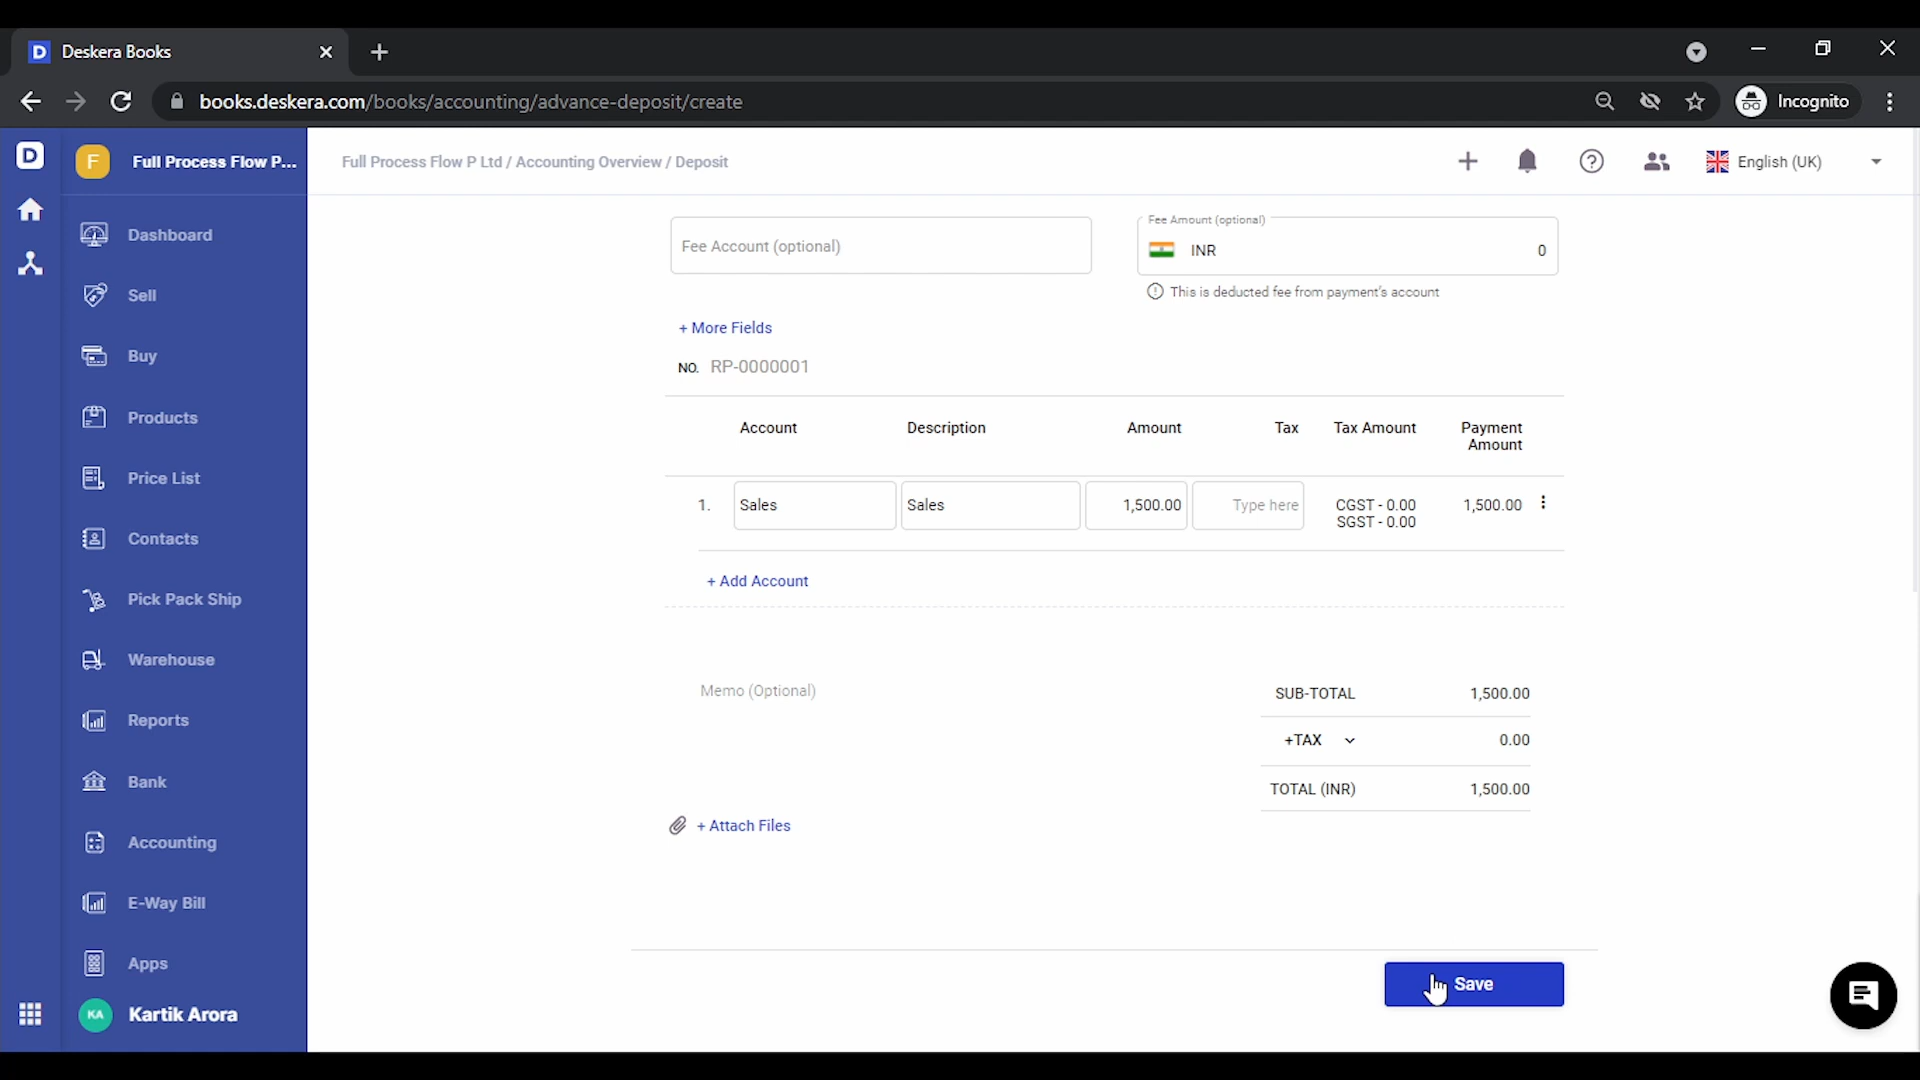 D Deskera Books
books.deskera.com/books/accounting/advance-deposit/create
Incognito
D
F Full Process Flow P...
Full Process Flow P Ltd / Accounting Overview / Deposit
English (UK)
Dashboard
Sell
Buy
Products
Price List
Contacts
Pick Pack Ship
Warehouse
Reports
Bank
Accounting
E-Way Bill
Apps
KA Kartik Arora
Fee Account (optional)
Fee Amount (optional)
INR 0
This is deducted fee from payment's account
+ More Fields
NO. RP-0000001
Account Description Amount Tax Tax Amount Payment Amount
1. Sales Sales 1,500.00 Type here CGST - 0.00 1,500.00
SGST - 0.00
+ Add Account
Memo (Optional)
SUB-TOTAL 1,500.00
+TAX 0.00
TOTAL (INR) 1,500.00
+ Attach Files
Save